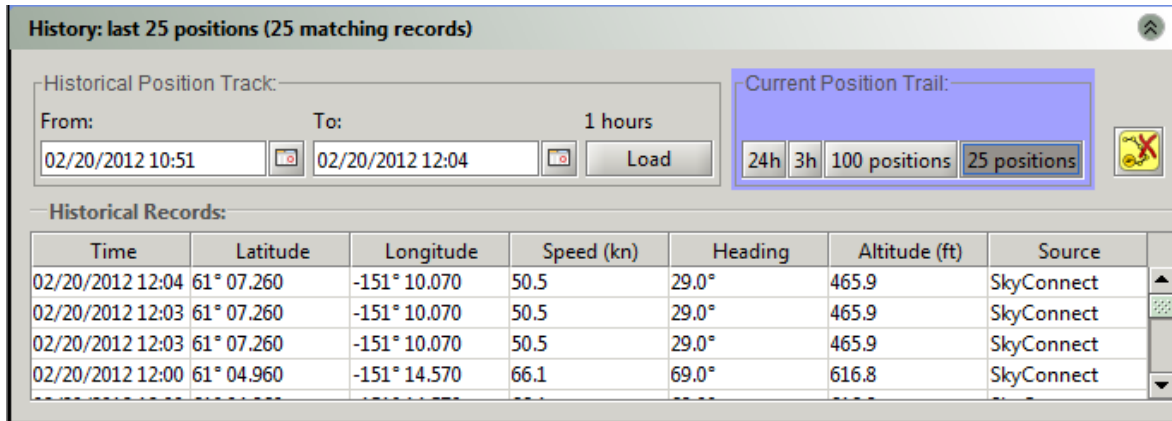 History: last 25 positions (25 matching records)
Historical Position Track: Current Position Trail:
From: To: 1 hours
02/20/2012 10:51 02/20/2012 12:04 Load 24h 3h 100 positions 25 positions
Historical Records:
Time Latitude Longitude Speed (kn) Heading Altitude (ft) Source
02/20/2012 12:04 61° 07.260 -151° 10.070 50.5 29.0° 465.9 SkyConnect
02/20/2012 12:03 61° 07.260 -151° 10.070 50.5 29.0° 465.9 SkyConnect
02/20/2012 12:03 61° 07.260 -151° 10.070 50.5 29.0° 465.9 SkyConnect
02/20/2012 12:00 61° 04.960 -151° 14.570 66.1 69.0° 616.8 SkyConnect